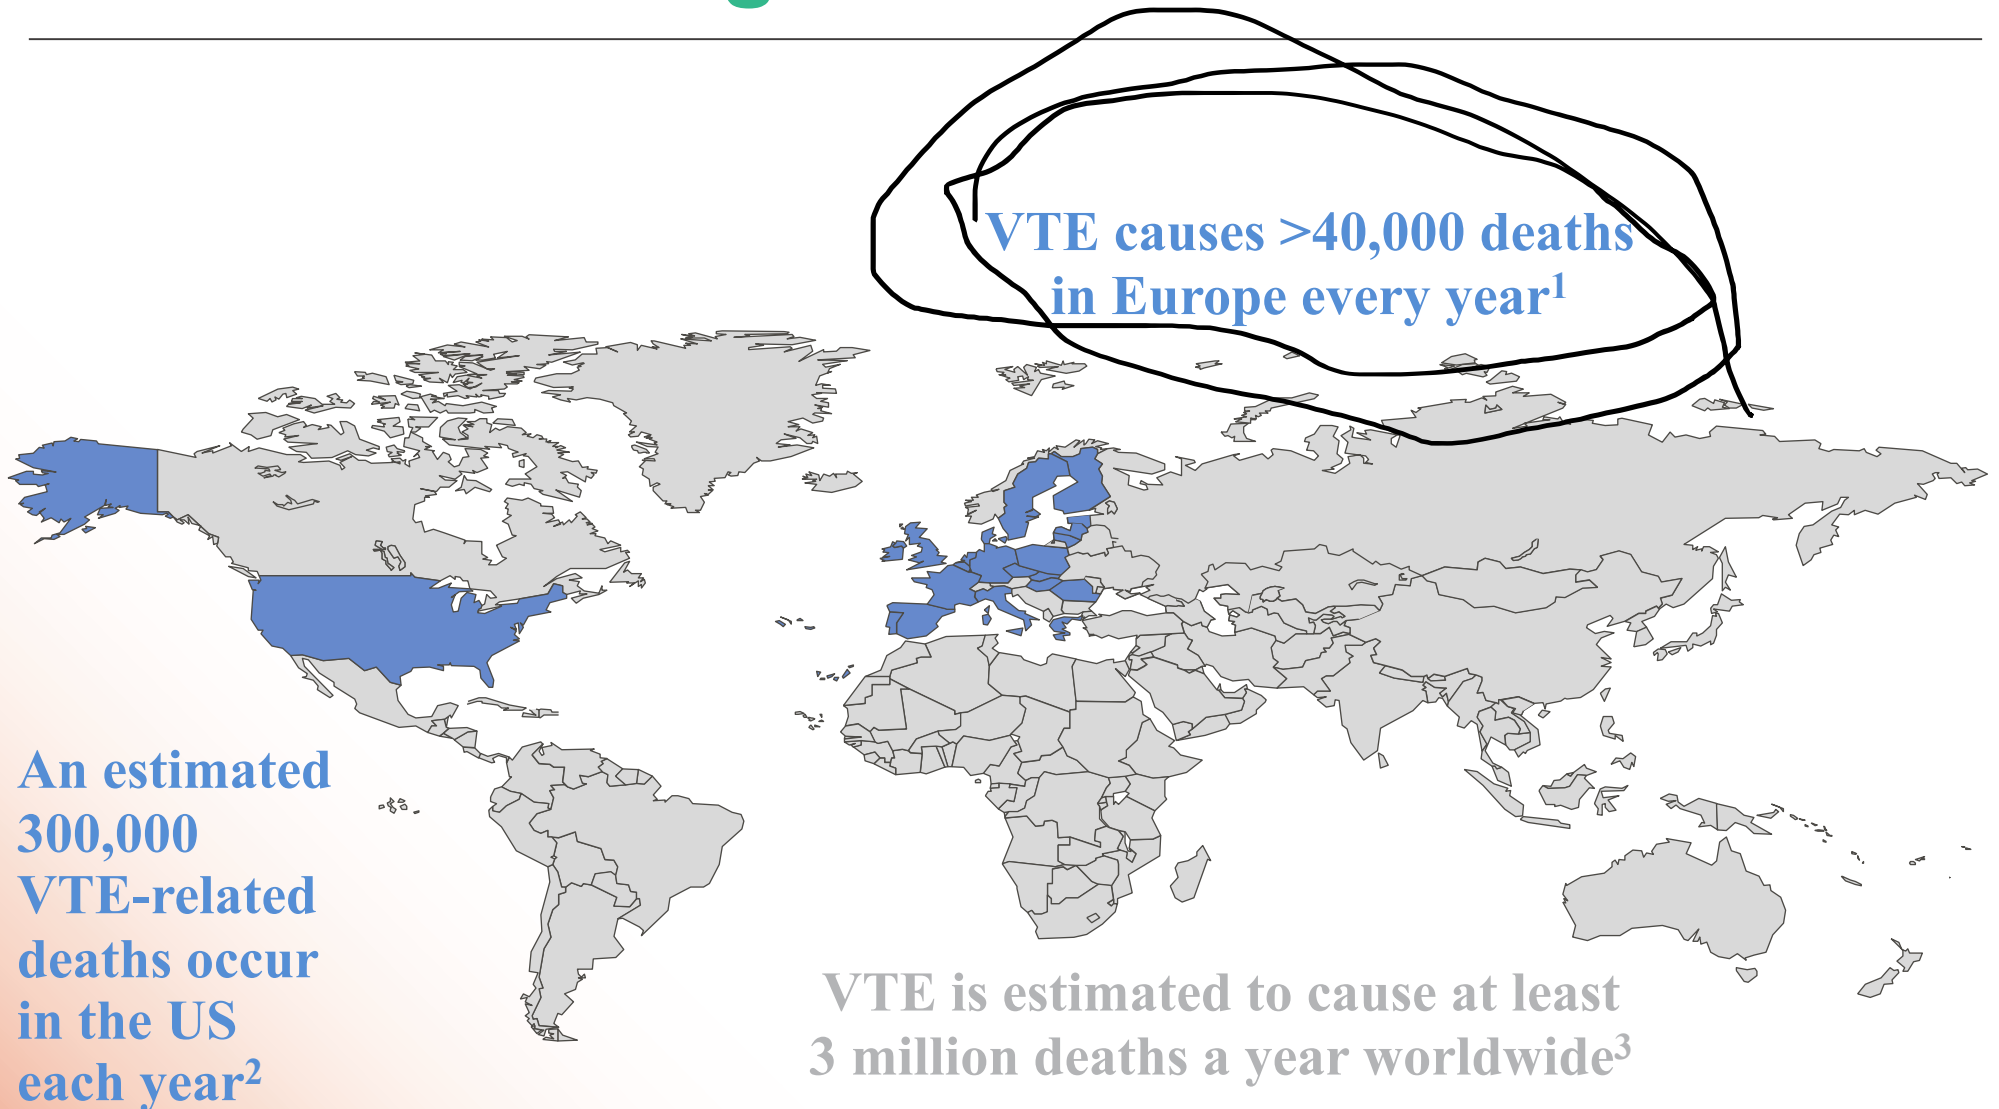 VTE causes >40,000 deaths
in Europe every year¹
An estimated
300,000
VTE-related
deaths occur
in the US
each year²
VTE is estimated to cause at least
3 million deaths a year worldwide³